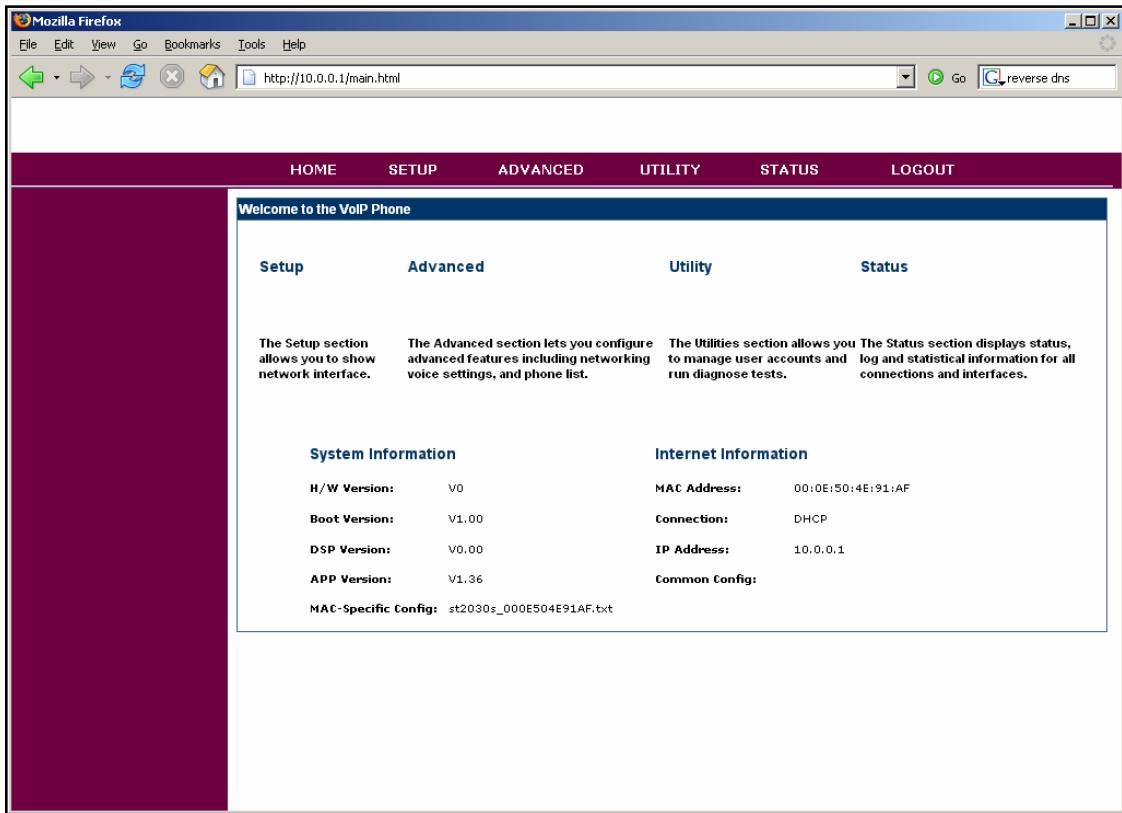 Mozilla Firefox
File Edit View Go Bookmarks Tools Help
http://10.0.0.1/main.html Go reverse dns
HOME SETUP ADVANCED UTILITY STATUS LOGOUT
Welcome to the VoIP Phone
Setup Advanced Utility Status
The Setup section The Advanced section lets you configure The Utilities section allows you The Status section displays status,
allows you to show advanced features including networking to manage user accounts and log and statistical information for all
network interface. voice settings, and phone list. run diagnose tests. connections and interfaces.
System Information Internet Information
H/W Version: V0 MAC Address: 00:0E:50:4E:91:AF
Boot Version: V1.00 Connection: DHCP
DSP Version: V0.00 IP Address: 10.0.0.1
APP Version: V1.36 Common Config:
MAC-Specific Config: st2030s_000E504E91AF.txt